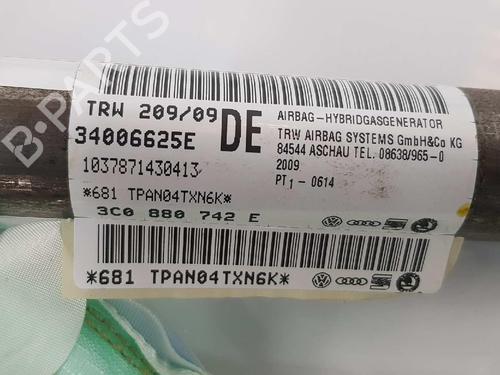 B-PARTS
TRW 209/09
34006625E
DE
AIRBAG-HYBRIDGASGENERATOR
TRW AIRBAG SYSTEMS GmbH&Co KG
84544 ASCHAU TEL. 08638/965-0
2009
PT1-0614
1037871430413
*681 TPAN04TXN6K*
3C0 880 742 E
*681 TPAN04TXN6K*